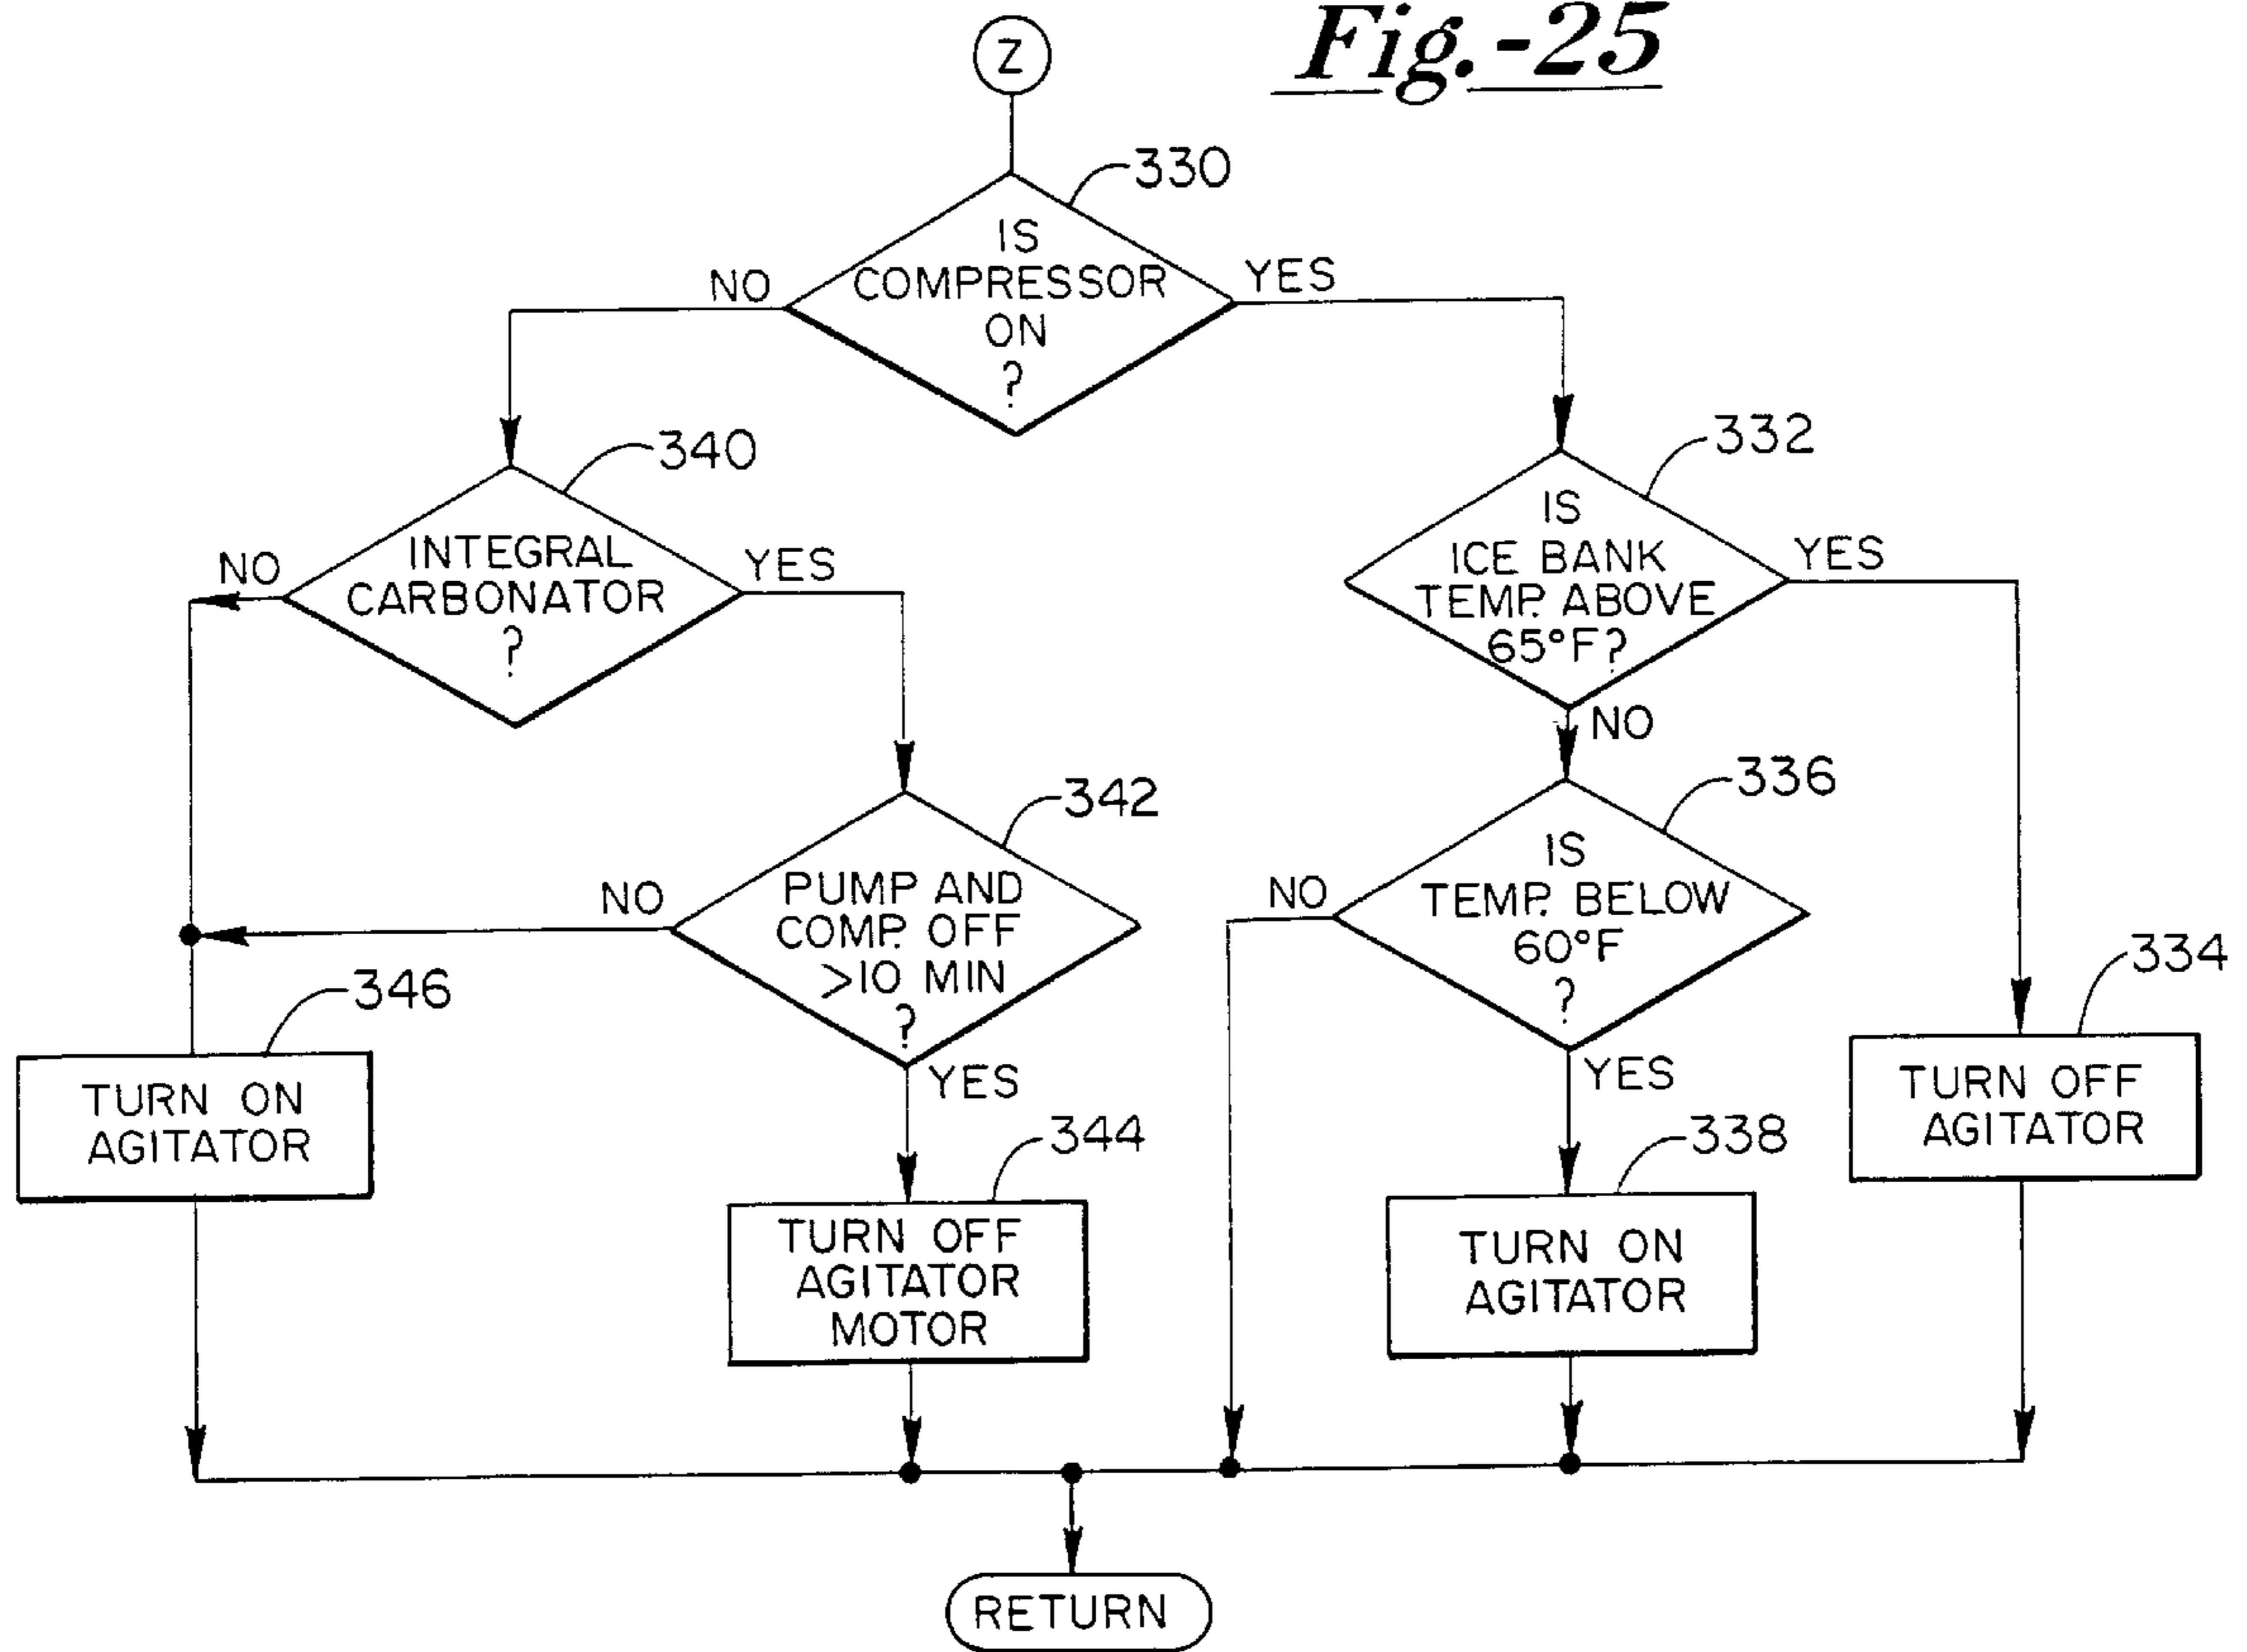 Fig.-25
Z
330
IS
COMPRESSOR
ON
?
NO
YES
340
INTEGRAL
CARBONATOR
?
NO
YES
332
IS
ICE BANK
TEMP. ABOVE
65°F?
YES
NO
342
PUMP AND
COMP. OFF
>10 MIN
?
NO
YES
336
IS
TEMP. BELOW
60°F
?
NO
YES
334
TURN OFF
AGITATOR
346
TURN ON
AGITATOR
344
TURN OFF
AGITATOR
MOTOR
338
TURN ON
AGITATOR
RETURN